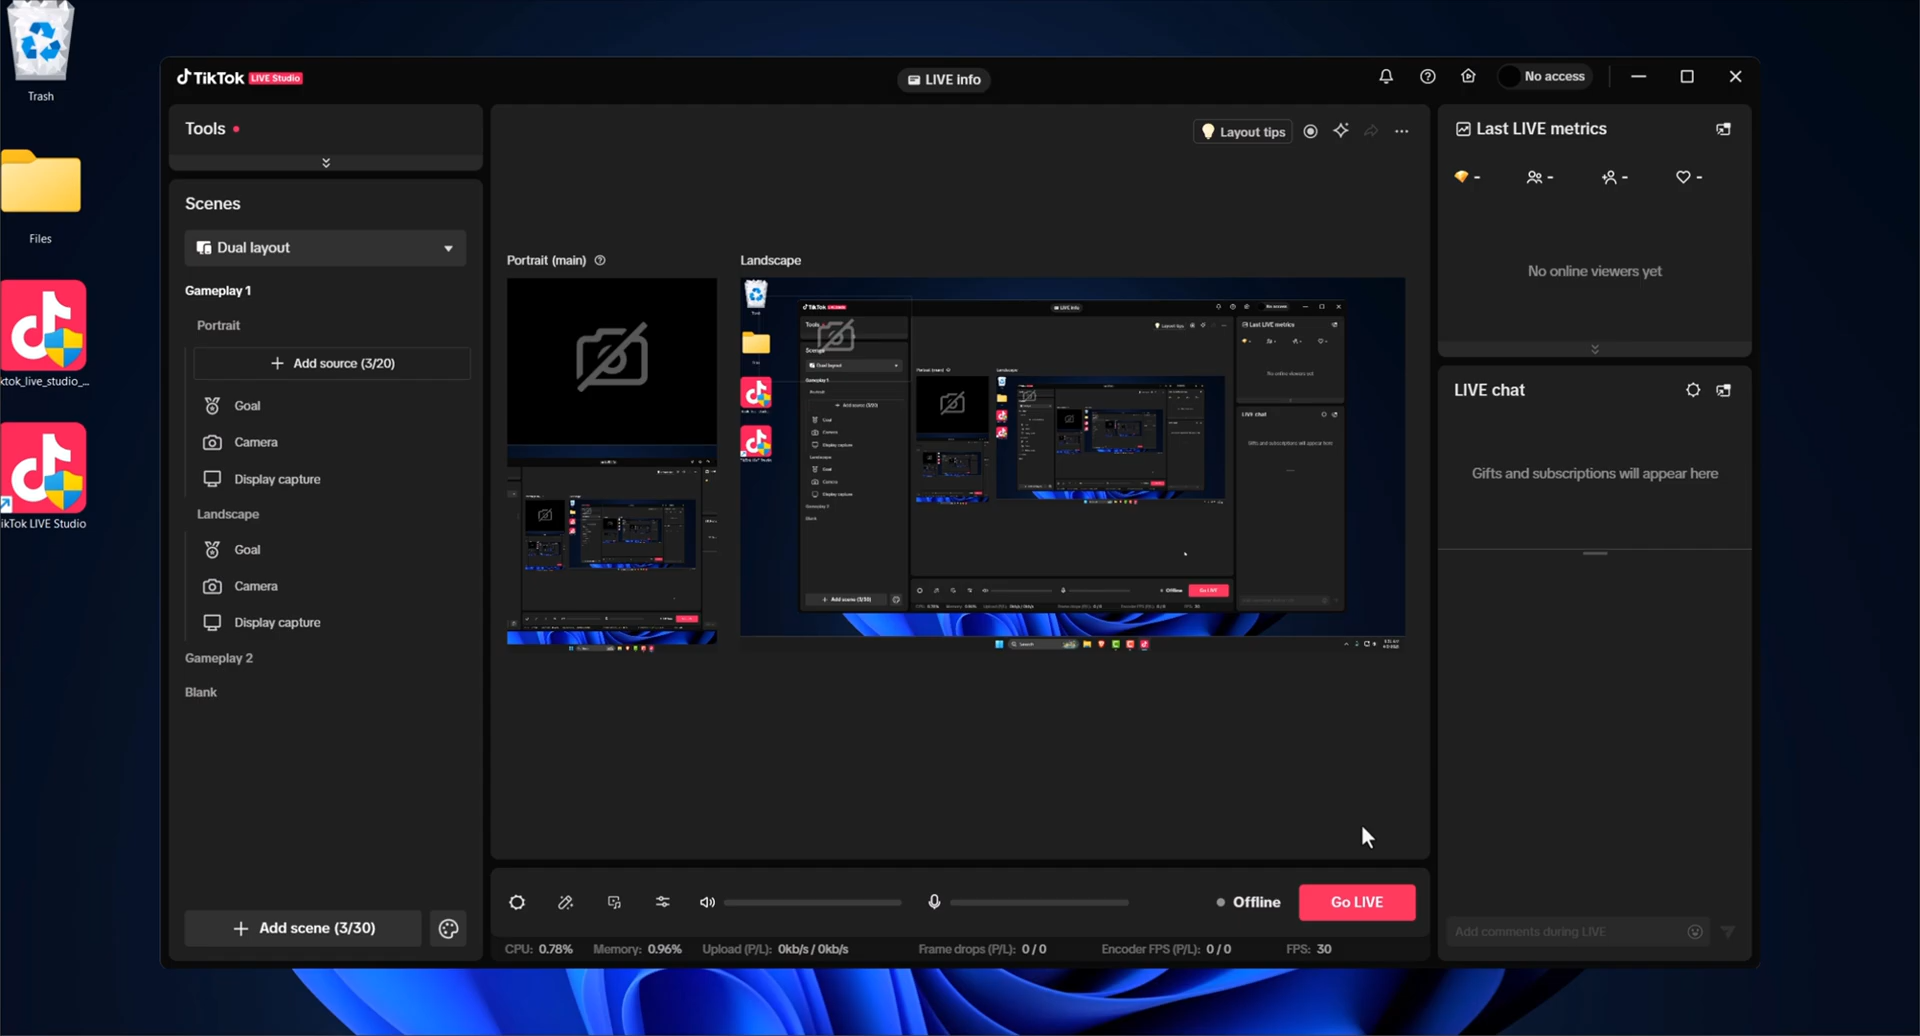 Trash
Files
ktok_live_studio_...
ikTok LIVE Studio
TikTok LIVE Studio
LIVE info
No access
Tools
Scenes
Dual layout
Gameplay 1
Portrait
Add source (3/20)
Goal
Camera
Display capture
Landscape
Goal
Camera
Display capture
Gameplay 2
Blank
Add scene (3/30)
Layout tips
Portrait (main)
Landscape
Offline
Go LIVE
CPU: 0.78%
Memory: 0.96%
Upload (P/L): 0kb/s / 0kb/s
Frame drops (P/L): 0 / 0
Encoder FPS (P/L): 0 / 0
FPS: 30
Last LIVE metrics
-
-
-
-
No online viewers yet
LIVE chat
Gifts and subscriptions will appear here
Add comments during LIVE